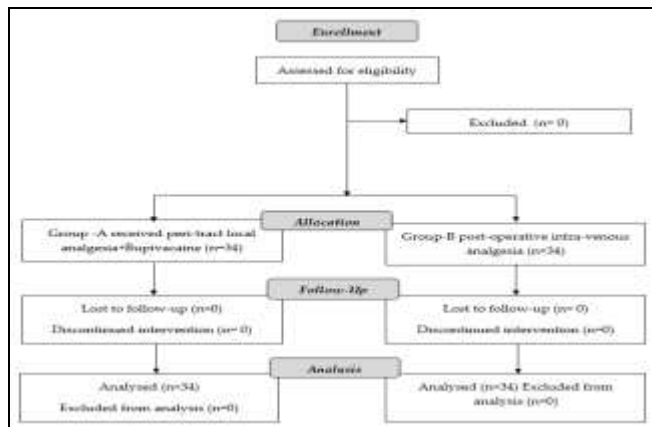 Enrollment
Assessed for eligibility
Excluded (n= 0)
Allocation
Group -A received peri-tract local
analgesia+Bupivacaine (n=34)
Group-B post-operative intra-venous
analgesia (n=34)
Follow-Up
Lost to follow-up (n=0)
Discontinued intervention (n= 0)
Lost to follow-up (n= 0)
Discontinued intervention (n=0)
Analysis
Analysed (n=34)
Excluded from analysis (n=0)
Analysed (n=34) Excluded from
analysis (n=0)